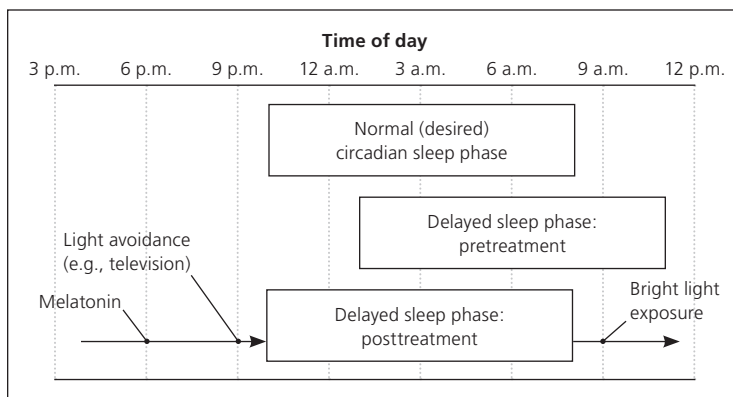 Time of day
3 p.m. 6 p.m. 9 p.m. 12 a.m. 3 a.m. 6 a.m. 9 a.m. 12 p.m.
Normal (desired)
circadian sleep phase
Delayed sleep phase:
pretreatment
Light avoidance
(e.g., television)
Melatonin
Delayed sleep phase:
posttreatment
Bright light
exposure